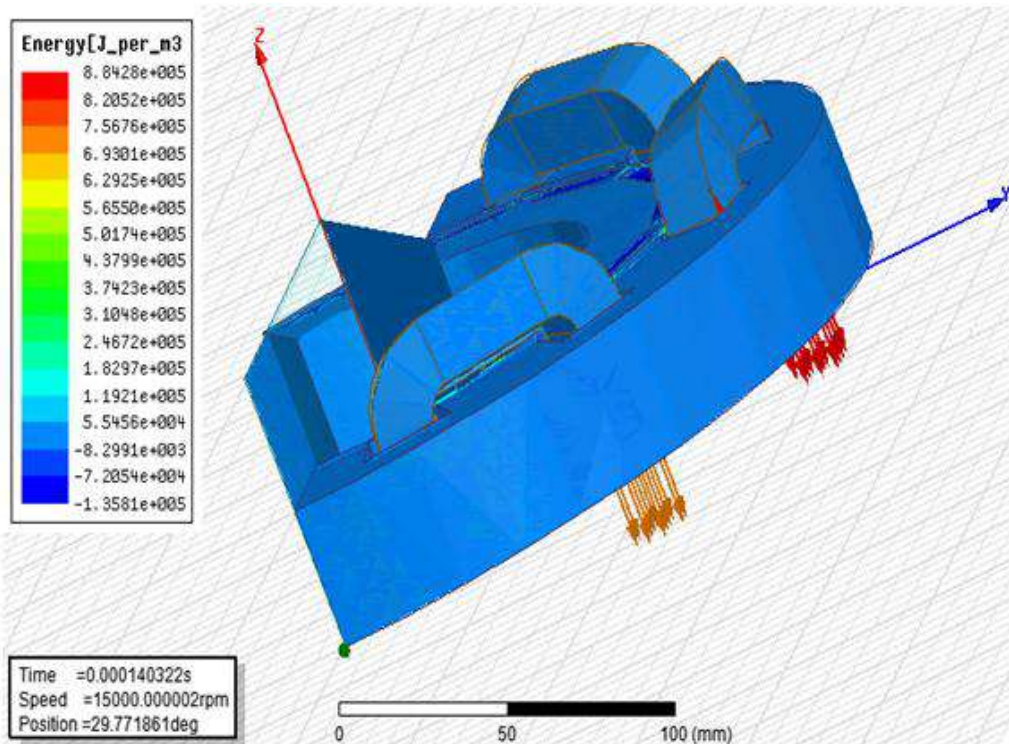 Energy[J_per_m3
8.8428e+005
8.2052e+005
7.5676e+005
6.9301e+005
6.2925e+005
5.6550e+005
5.0174e+005
4.3799e+005
3.7423e+005
3.1048e+005
2.4672e+005
1.8297e+005
1.1921e+005
5.5456e+004
-8.2991e+003
-7.2054e+004
-1.3581e+005
Z
Y
Time =0.000140322s
Speed =15000.000002rpm
Position =29.771861deg
0 50 100 (mm)